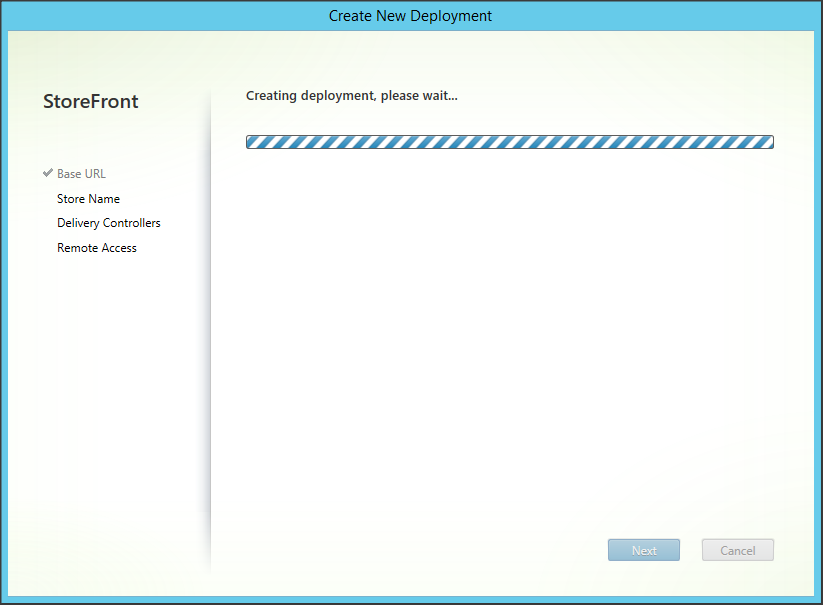 Create New Deployment
StoreFront
Base URL
Store Name
Delivery Controllers
Remote Access
Creating deployment, please wait...
Next
Cancel